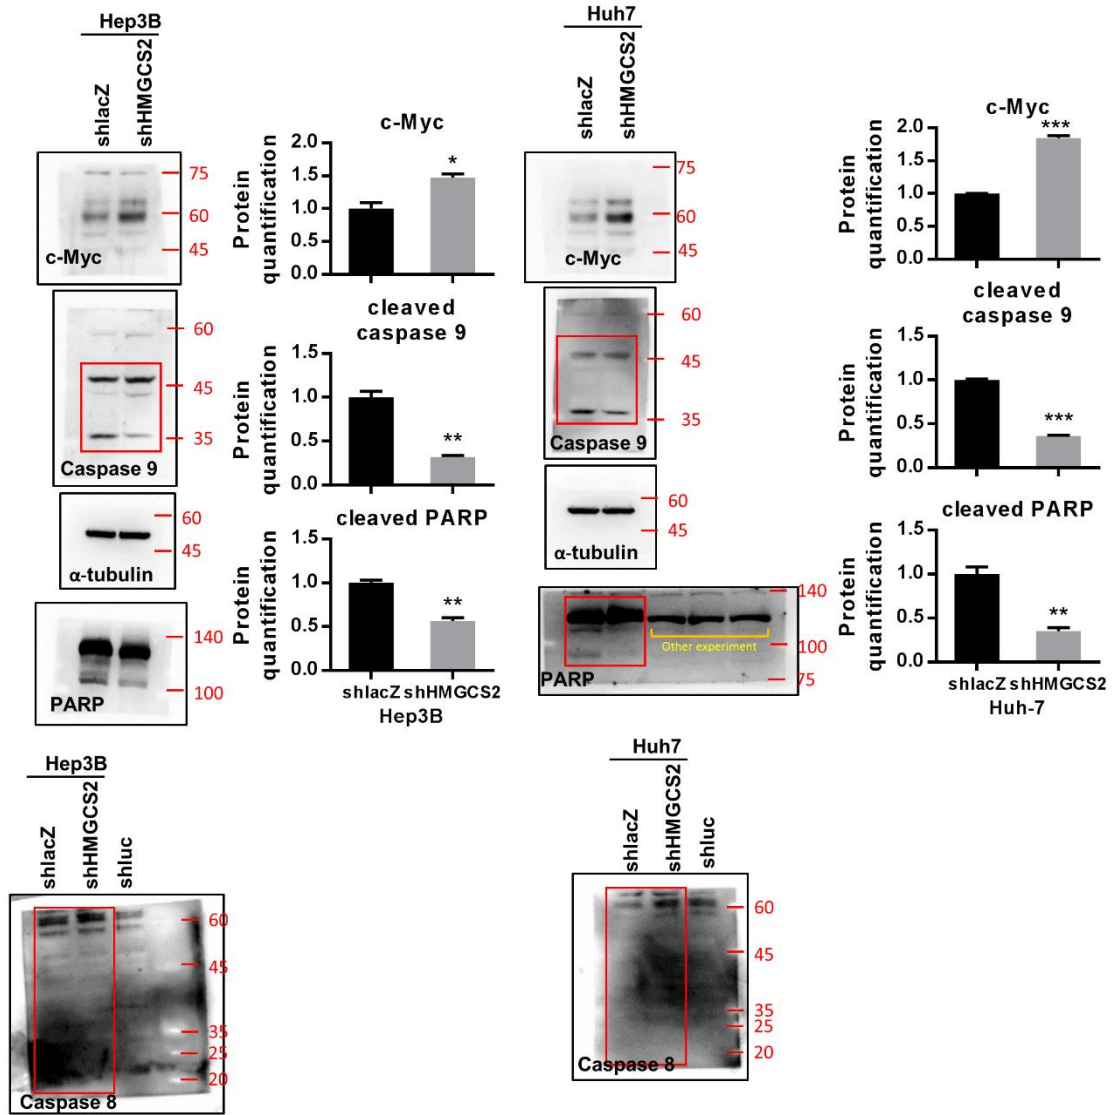 Hep3B
shlacZ
shHMGCS2
75
60
45
c-Myc
60
45
35
Caspase 9
60
45
α-tubulin
140
100
PARP
c-Myc
Protein
quantification
2.0
1.5
1.0
0.5
0.0
*
cleaved
caspase 9
Protein
quantification
1.5
1.0
0.5
0.0
**
cleaved PARP
Protein
quantification
1.5
1.0
0.5
0.0
**
shlacZ shHMGCS2
Hep3B
Huh7
shlacZ
shHMGCS2
75
60
45
c-Myc
60
45
35
Caspase 9
60
45
α-tubulin
140
100
75
Other experiment
PARP
c-Myc
Protein
quantification
2.0
1.5
1.0
0.5
0.0
***
cleaved
caspase 9
Protein
quantification
1.5
1.0
0.5
0.0
***
cleaved PARP
Protein
quantification
1.5
1.0
0.5
0.0
**
shlacZ shHMGCS2
Huh-7
Hep3B
shlacZ
shHMGCS2
shluc
60
45
35
25
20
Caspase 8
Huh7
shlacZ
shHMGCS2
shluc
60
45
35
25
20
Caspase 8